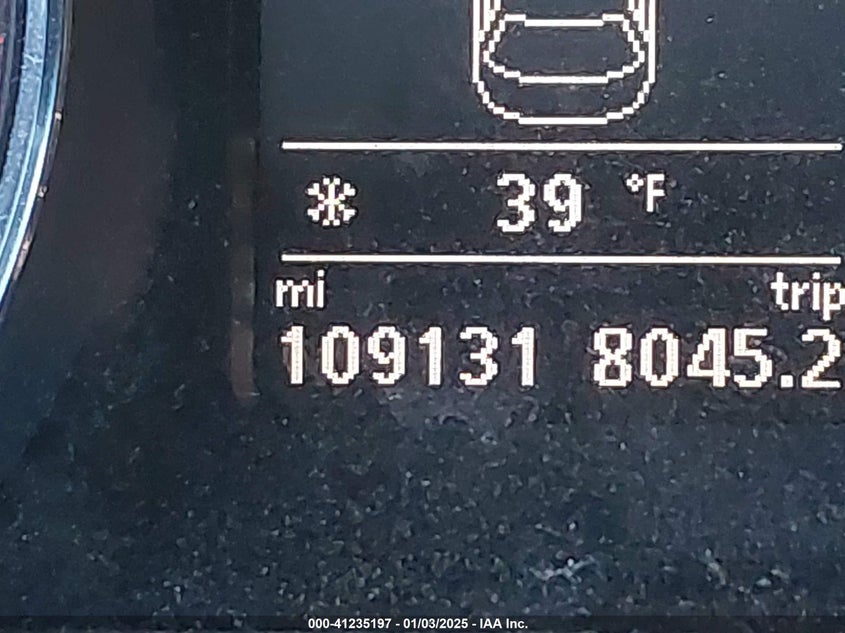 39 °F
mi trip
109131 8045.2
000-41235197 - 01/03/2025 - IAA Inc.